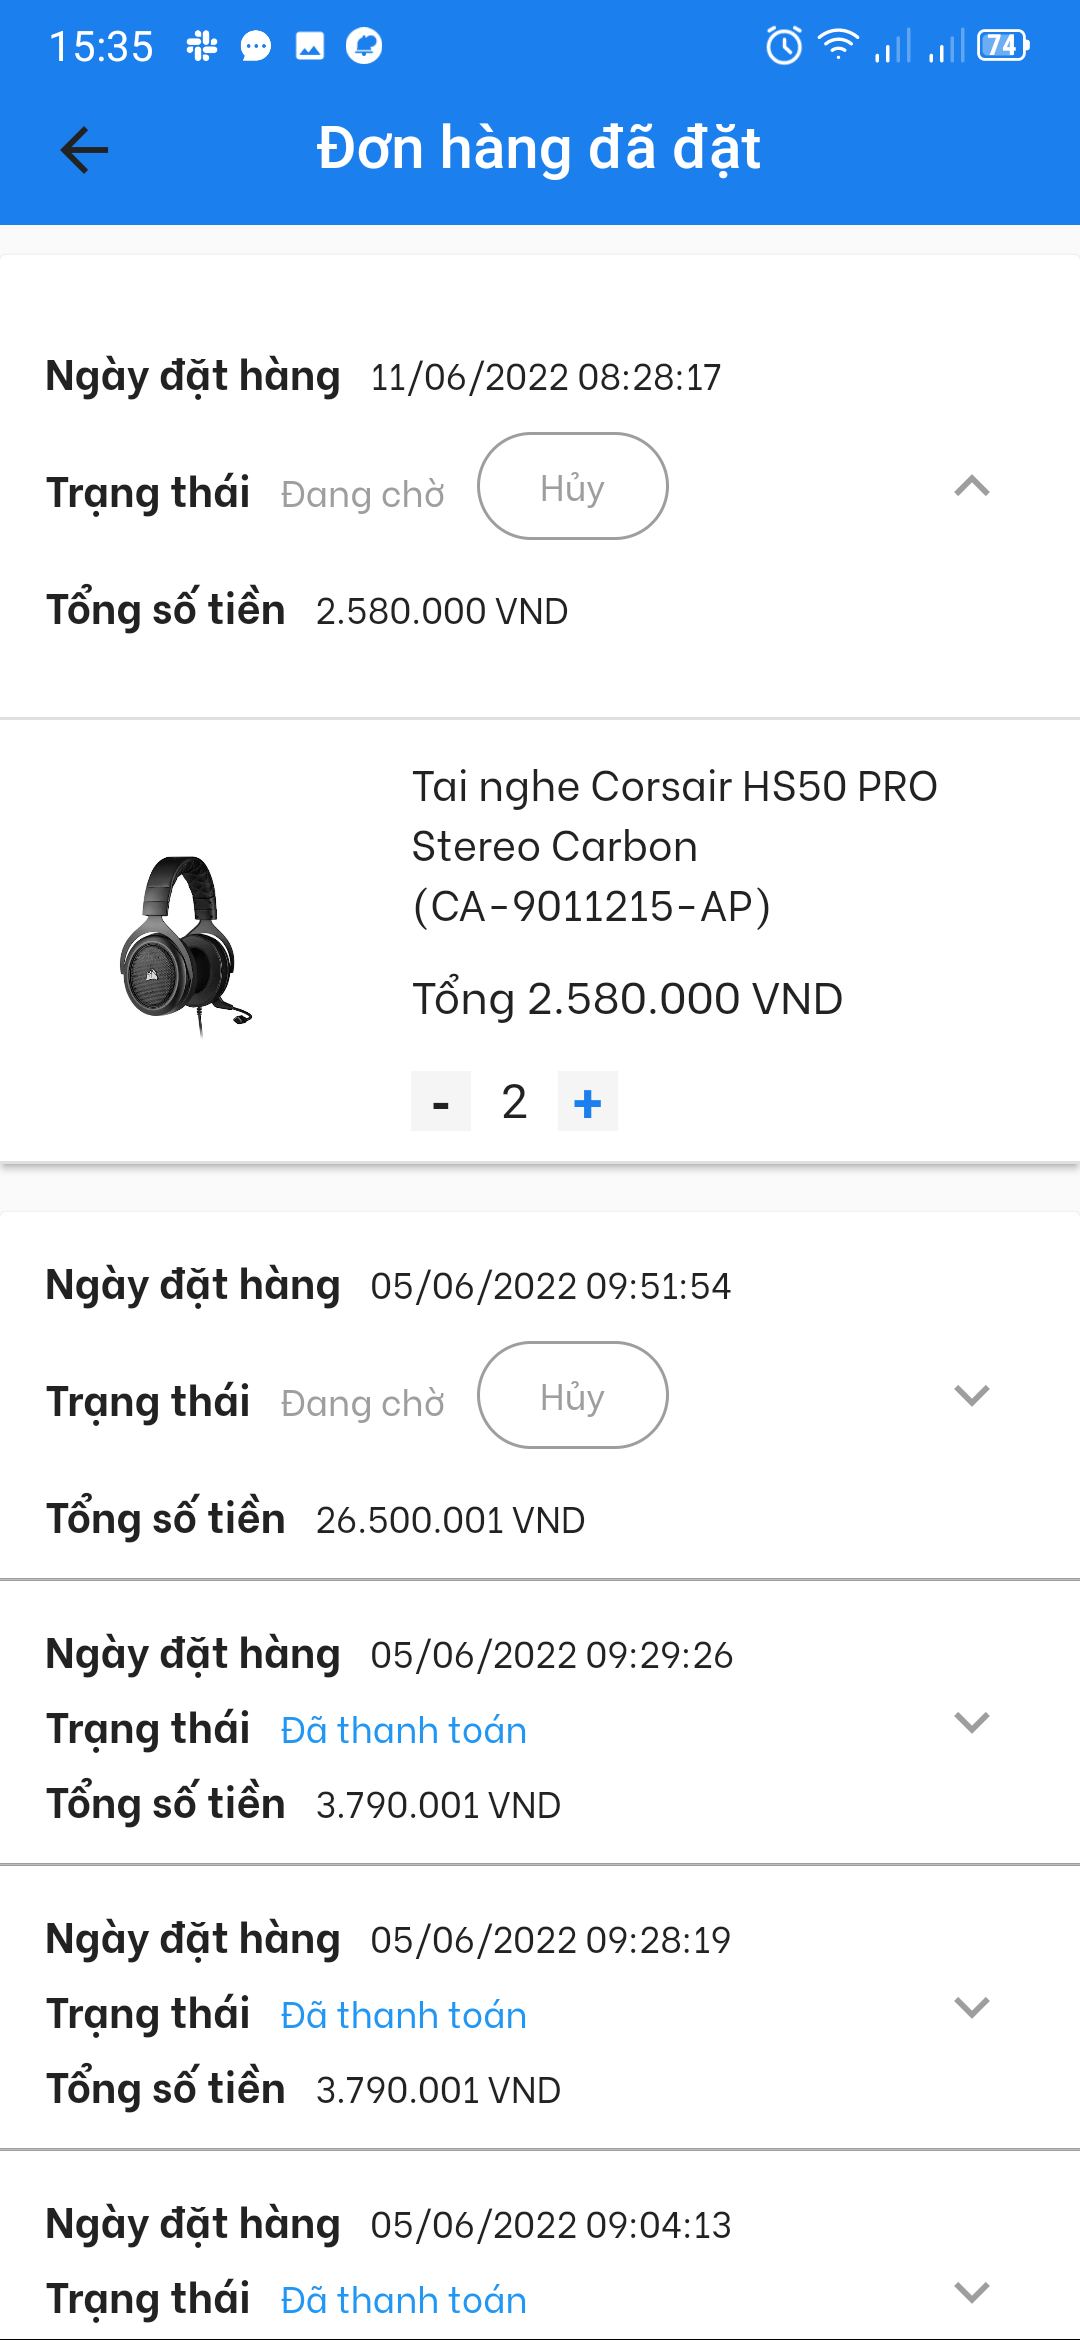 15:35
74
Đơn hàng đã đặt
Ngày đặt hàng 11/06/2022 08:28:17
Trạng thái Đang chờ Hủy
Tổng số tiền 2.580.000 VND
Tai nghe Corsair HS50 PRO
Stereo Carbon
(CA-9011215-AP)
Tổng 2.580.000 VND
- 2 +
Ngày đặt hàng 05/06/2022 09:51:54
Trạng thái Đang chờ Hủy
Tổng số tiền 26.500.001 VND
Ngày đặt hàng 05/06/2022 09:29:26
Trạng thái Đã thanh toán
Tổng số tiền 3.790.001 VND
Ngày đặt hàng 05/06/2022 09:28:19
Trạng thái Đã thanh toán
Tổng số tiền 3.790.001 VND
Ngày đặt hàng 05/06/2022 09:04:13
Trạng thái Đã thanh toán